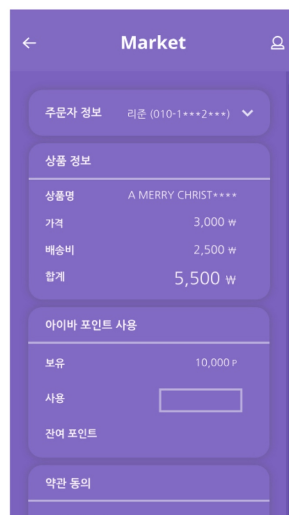 Market
주문자 정보 리준 (010-1***2***)
상품 정보
상품명 A MERRY CHRIST****
가격 3,000 ₩
배송비 2,500 ₩
합계 5,500 ₩
아이바 포인트 사용
보유 10,000 P
사용
잔여 포인트
약관 동의